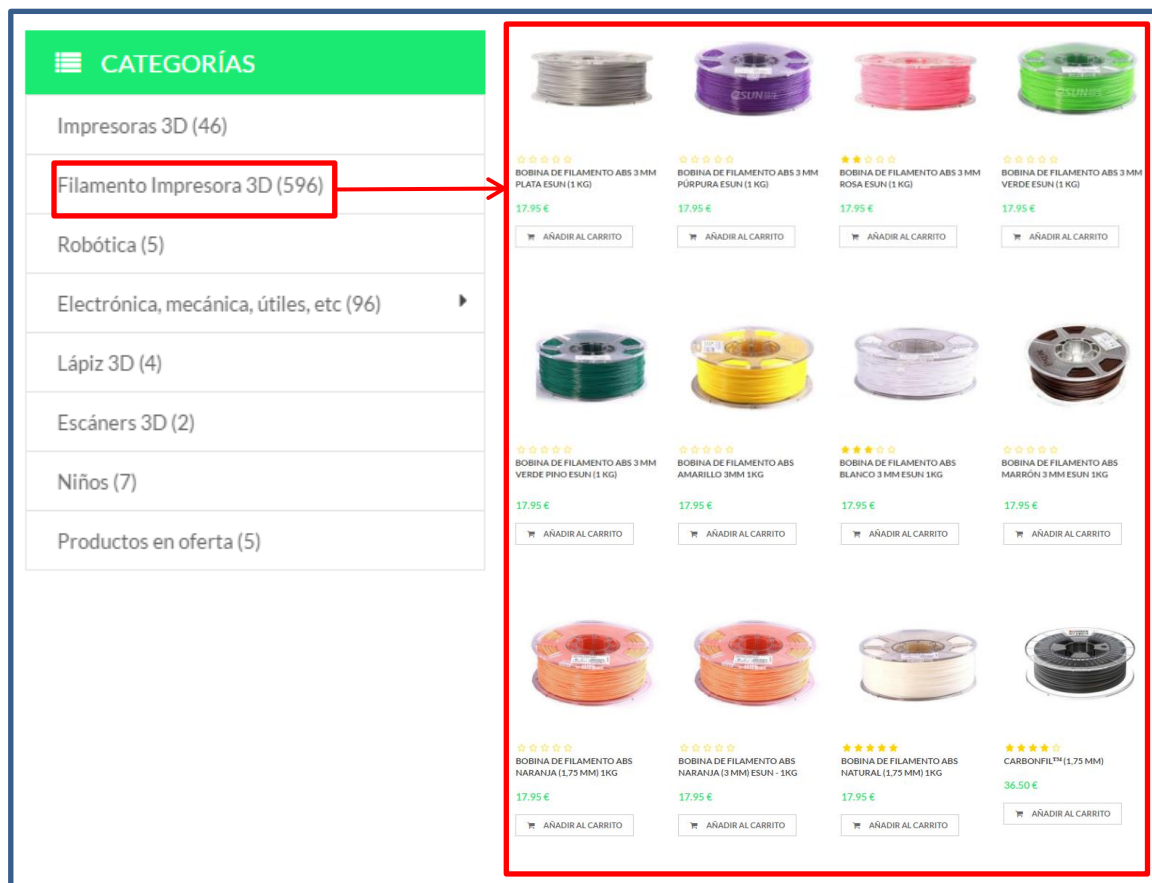 CATEGORÍAS
Impresoras 3D (46)
Filamento Impresora 3D (596)
Robótica (5)
Electrónica, mecánica, útiles, etc (96)
Lápiz 3D (4)
Escáners 3D (2)
Niños (7)
Productos en oferta (5)
BOBINA DE FILAMENTO ABS 3 MM
PLATA ESUN (1 KG)
17.95 €
AÑADIR AL CARRITO
eSUN
BOBINA DE FILAMENTO ABS 3 MM
PÚRPURA ESUN (1 KG)
17.95 €
AÑADIR AL CARRITO
BOBINA DE FILAMENTO ABS 3 MM
ROSA ESUN (1 KG)
17.95 €
AÑADIR AL CARRITO
eSUN
BOBINA DE FILAMENTO ABS 3 MM
VERDE ESUN (1 KG)
17.95 €
AÑADIR AL CARRITO
BOBINA DE FILAMENTO ABS 3 MM
VERDE PINO ESUN (1 KG)
17.95 €
AÑADIR AL CARRITO
BOBINA DE FILAMENTO ABS
AMARILLO 3MM 1KG
17.95 €
AÑADIR AL CARRITO
BOBINA DE FILAMENTO ABS
BLANCO 3 MM ESUN 1KG
17.95 €
AÑADIR AL CARRITO
BOBINA DE FILAMENTO ABS
MARRÓN 3 MM ESUN 1KG
17.95 €
AÑADIR AL CARRITO
BOBINA DE FILAMENTO ABS
NARANJA (1,75 MM) 1KG
17.95 €
AÑADIR AL CARRITO
BOBINA DE FILAMENTO ABS
NARANJA (3 MM) ESUN - 1KG
17.95 €
AÑADIR AL CARRITO
BOBINA DE FILAMENTO ABS
NATURAL (1,75 MM) 1KG
17.95 €
AÑADIR AL CARRITO
CARBONFIL™ (1,75 MM)
36.50 €
AÑADIR AL CARRITO